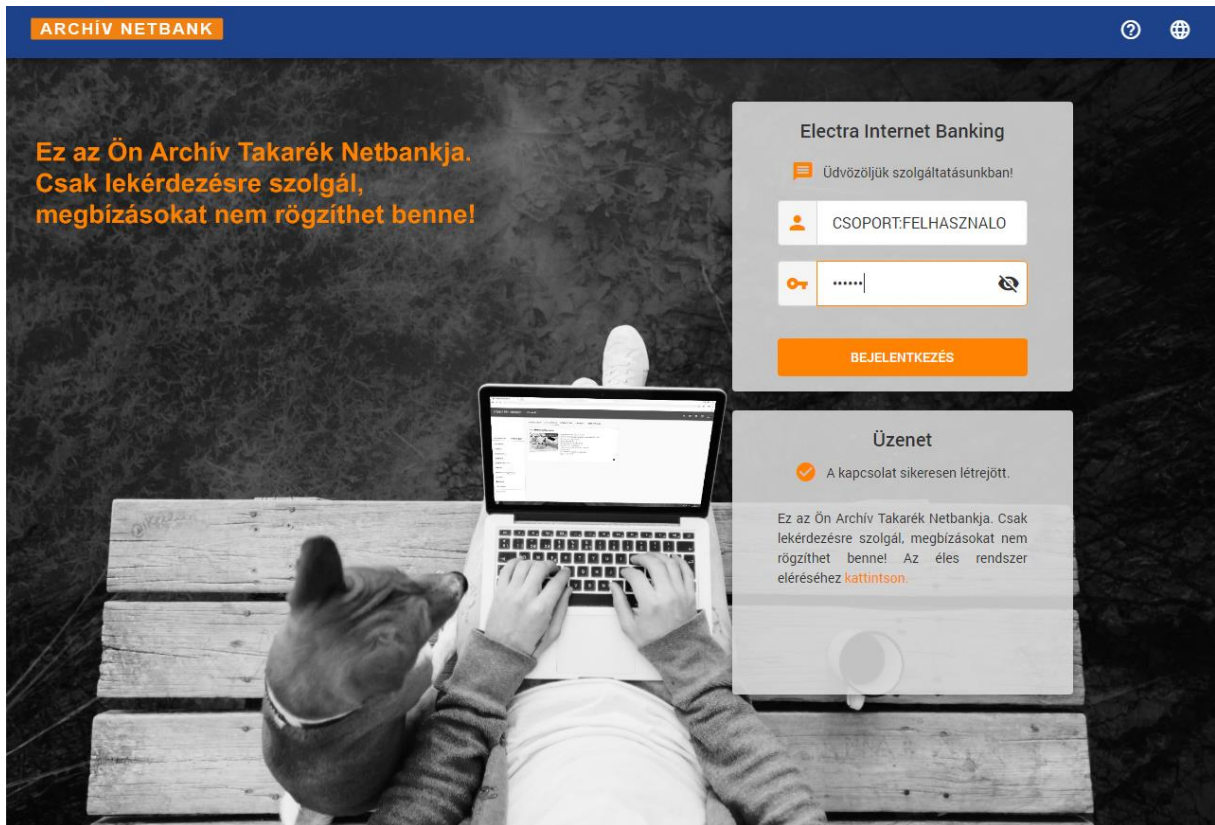 ARCHÍV NETBANK
Ez az Ön Archív Takarék Netbankja.
Csak lekérdezésre szolgál,
megbízásokat nem rögzíthet benne!
Electra Internet Banking
Üdvözöljük szolgáltatásunkban!
CSOPORT:FELHASZNALO
••••••
BEJELENTKEZÉS
Üzenet
A kapcsolat sikeresen létrejött.
Ez az Ön Archív Takarék Netbankja. Csak
lekérdezésre szolgál, megbízásokat nem
rögzíthet benne! Az éles rendszer
eléréséhez kattintson.